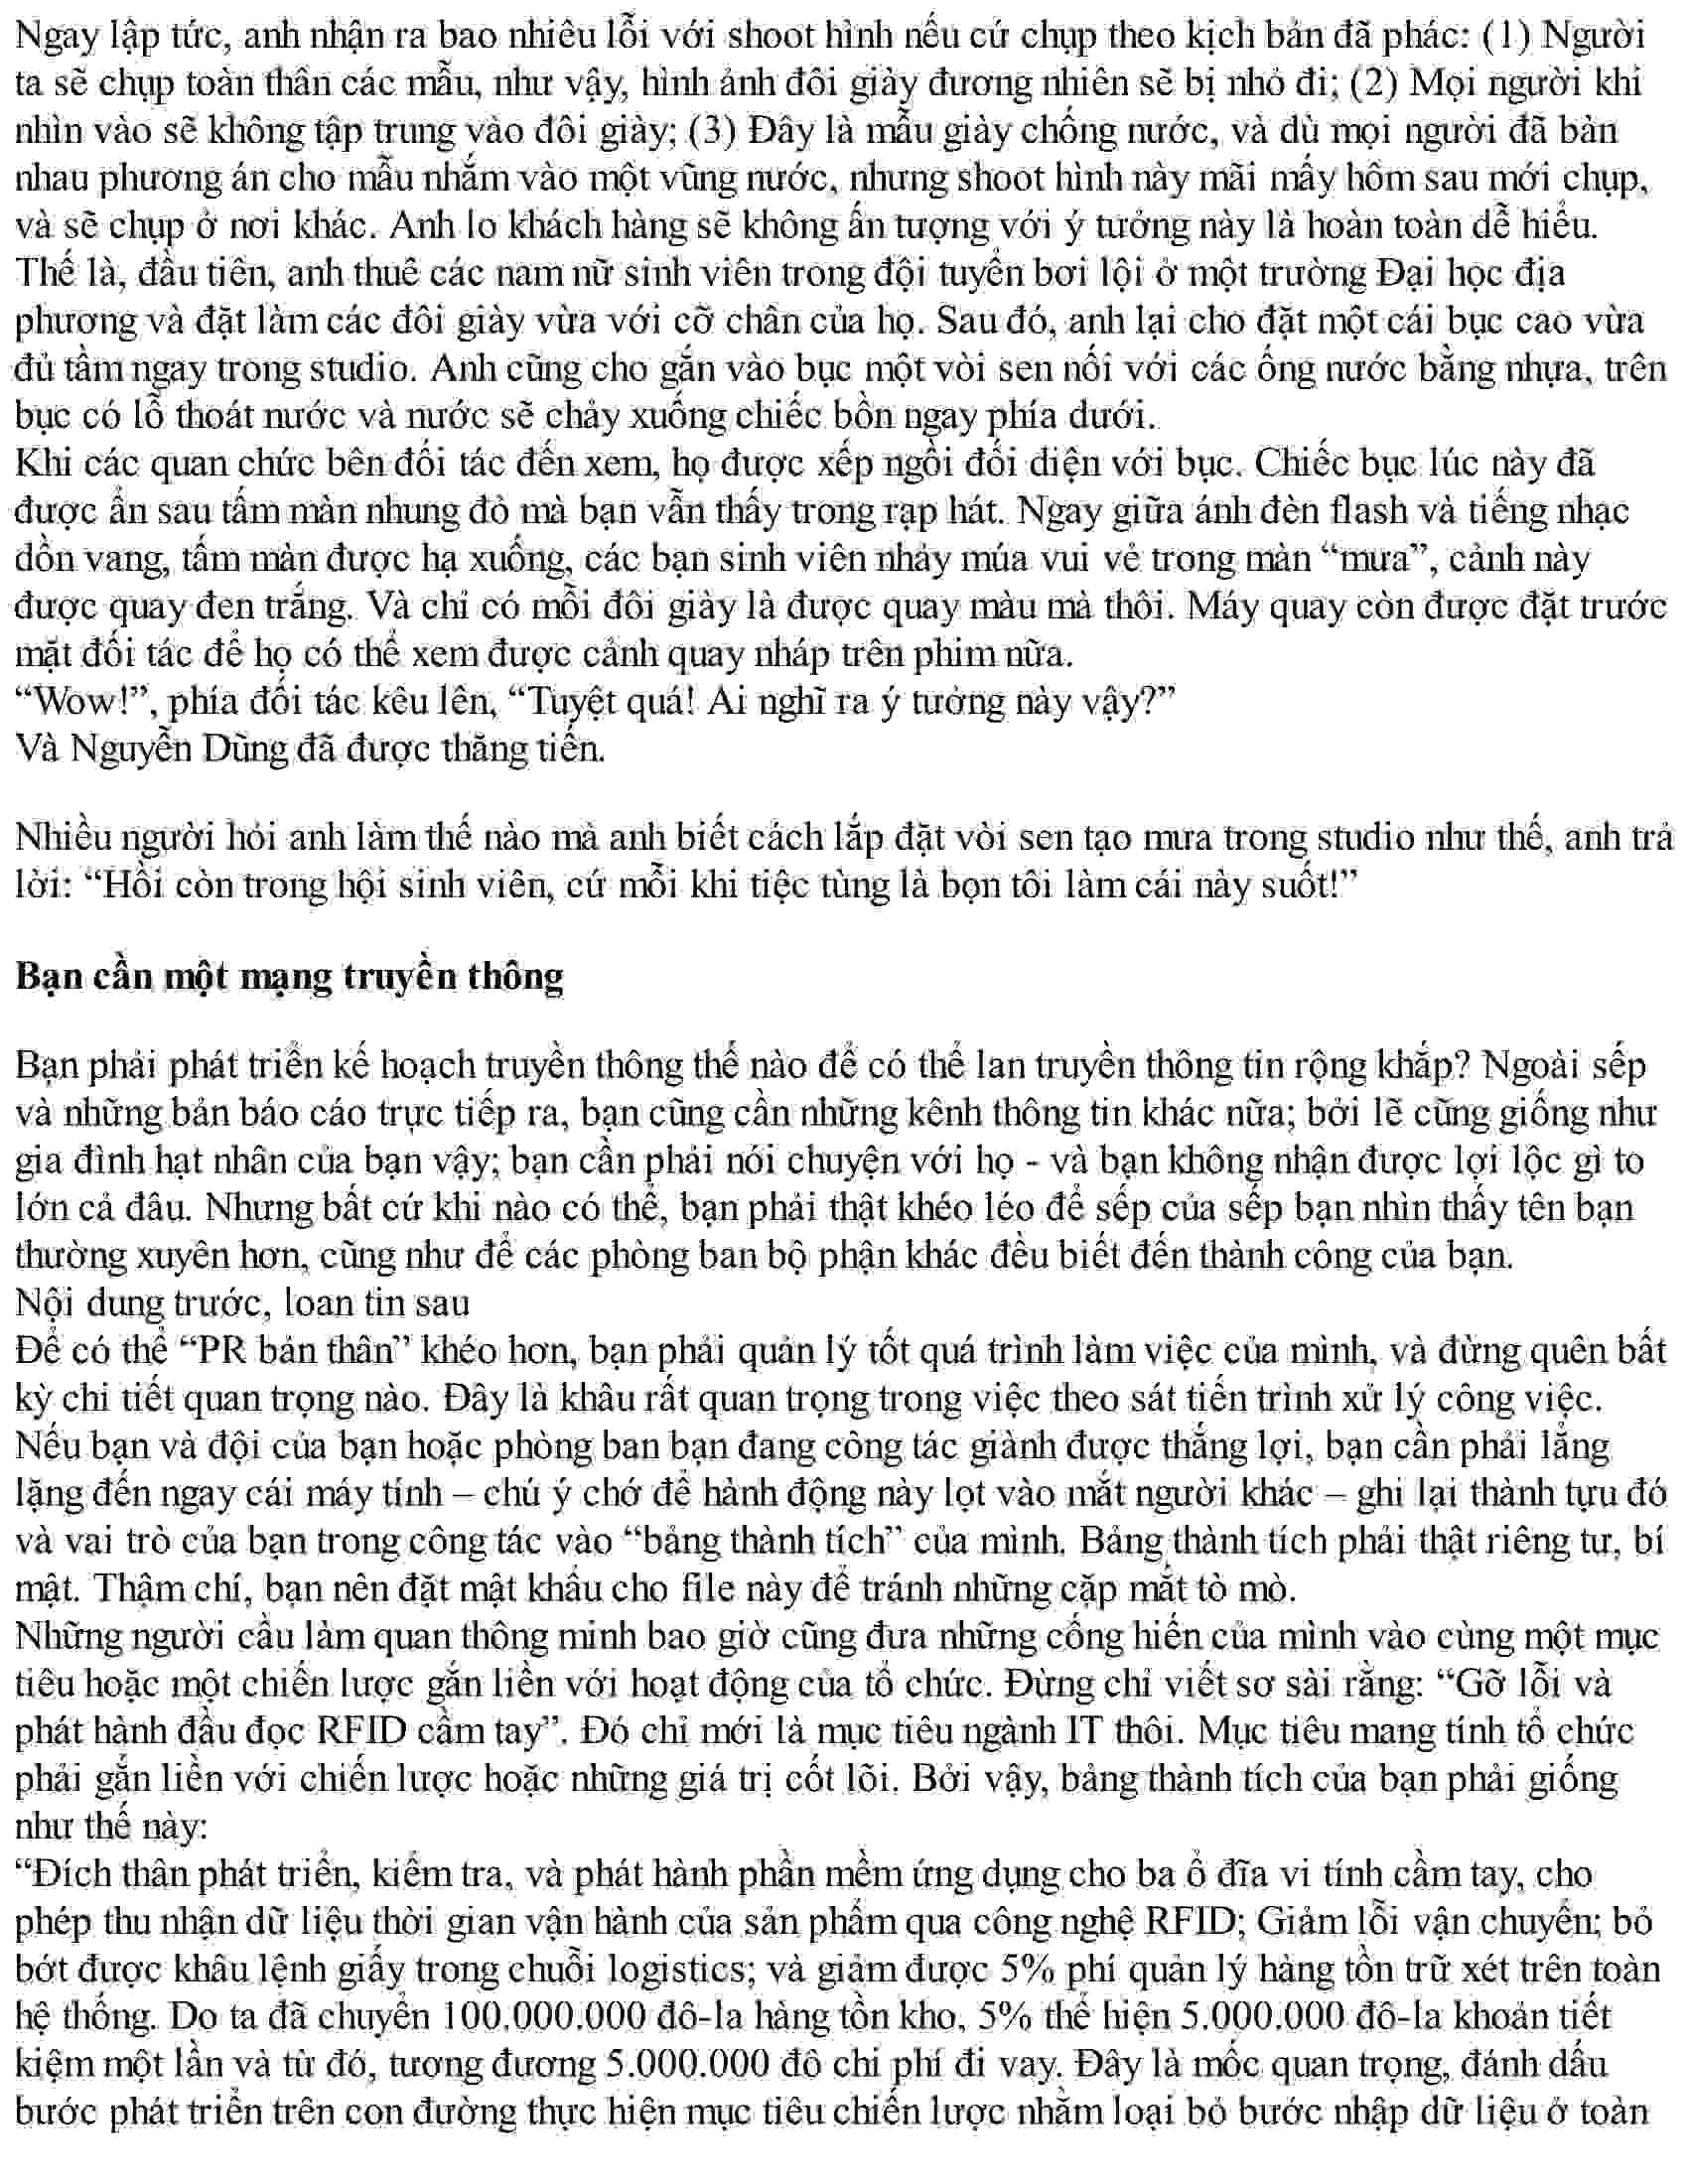 Ngay lập tức, anh nhận ra bao nhiêu lỗi với shoot hình nếu cứ chụp theo kịch bản đã phác: (1) Người
ta sẽ chụp toàn thân các mẫu, như vậy, hình ảnh đôi giày đương nhiên sẽ bị nhỏ đi; (2) Mọi người khi
nhìn vào sẽ không tập trung vào đôi giày; (3) Đây là mẫu giày chống nước, và dù mọi người đã bàn
nhau phương án cho mẫu nhắm vào một vũng nước, nhưng shoot hình này mãi mấy hôm sau mới chụp,
và sẽ chụp ở nơi khác. Anh lo khách hàng sẽ không ấn tượng với ý tưởng này là hoàn toàn dễ hiểu.
Thế là, đầu tiên, anh thuê các nam nữ sinh viên trong đội tuyển bơi lội ở một trường Đại học địa
phương và đặt làm các đôi giày vừa với cỡ chân của họ. Sau đó, anh lại cho đặt một cái bục cao vừa
đủ tầm ngay trong studio. Anh cũng cho gắn vào bục một vòi sen nối với các ống nước bằng nhựa, trên
bục có lỗ thoát nước và nước sẽ chảy xuống chiếc bồn ngay phía dưới.
Khi các quan chức bên đối tác đến xem, họ được xếp ngồi đối diện với bục. Chiếc bục lúc này đã
được ẩn sau tấm màn nhung đỏ mà bạn vẫn thấy trong rạp hát. Ngay giữa ánh đèn flash và tiếng nhạc
dồn vang, tấm màn được hạ xuống, các bạn sinh viên nhảy múa vui vẻ trong màn “mưa”, cảnh này
được quay đen trắng. Và chỉ có mỗi đôi giày là được quay màu mà thôi. Máy quay còn được đặt trước
mặt đối tác để họ có thể xem được cảnh quay nháp trên phim nữa.
“Wow!”, phía đối tác kêu lên, “Tuyệt quá! Ai nghĩ ra ý tưởng này vậy?”
Và Nguyễn Dũng đã được thăng tiến.
Nhiều người hỏi anh làm thế nào mà anh biết cách lắp đặt vòi sen tạo mưa trong studio như thế, anh trả
lời: “Hồi còn trong hội sinh viên, cứ mỗi khi tiệc tùng là bọn tôi làm cái này suốt!”
Bạn cần một mạng truyền thông
Bạn phải phát triển kế hoạch truyền thông thế nào để có thể lan truyền thông tin rộng khắp? Ngoài sếp
và những bản báo cáo trực tiếp ra, bạn cũng cần những kênh thông tin khác nữa; bởi lẽ cũng giống như
gia đình hạt nhân của bạn vậy; bạn cần phải nói chuyện với họ - và bạn không nhận được lợi lộc gì to
lớn cả đâu. Nhưng bất cứ khi nào có thể, bạn phải thật khéo léo để sếp của sếp bạn nhìn thấy tên bạn
thường xuyên hơn, cũng như để các phòng ban bộ phận khác đều biết đến thành công của bạn.
Nội dung trước, loan tin sau
Để có thể “PR bản thân” khéo hơn, bạn phải quản lý tốt quá trình làm việc của mình, và đừng quên bất
kỳ chi tiết quan trọng nào. Đây là khâu rất quan trọng trong việc theo sát tiến trình xử lý công việc.
Nếu bạn và đội của bạn hoặc phòng ban bạn đang công tác giành được thắng lợi, bạn cần phải lẳng
lặng đến ngay cái máy tính – chú ý chớ để hành động này lọt vào mắt người khác – ghi lại thành tựu đó
và vai trò của bạn trong công tác vào “bảng thành tích” của mình. Bảng thành tích phải thật riêng tư, bí
mật. Thậm chí, bạn nên đặt mật khẩu cho file này để tránh những cặp mắt tò mò.
Những người cầu làm quan thông minh bao giờ cũng đưa những cống hiến của mình vào cùng một mục
tiêu hoặc một chiến lược gắn liền với hoạt động của tổ chức. Đừng chỉ viết sơ sài rằng: “Gỡ lỗi và
phát hành đầu đọc RFID cầm tay”. Đó chỉ mới là mục tiêu ngành IT thôi. Mục tiêu mang tính tổ chức
phải gắn liền với chiến lược hoặc những giá trị cốt lõi. Bởi vậy, bảng thành tích của bạn phải giống
như thế này:
“Đích thân phát triển, kiểm tra, và phát hành phần mềm ứng dụng cho ba ổ đĩa vi tính cầm tay, cho
phép thu nhận dữ liệu thời gian vận hành của sản phẩm qua công nghệ RFID; Giảm lỗi vận chuyển; bỏ
bớt được khâu lệnh giấy trong chuỗi logistics; và giảm được 5% phí quản lý hàng tồn trữ xét trên toàn
hệ thống. Do ta đã chuyển 100.000.000 đô-la hàng tồn kho, 5% thể hiện 5.000.000 đô-la khoản tiết
kiệm một lần và từ đó, tương đương 5.000.000 đô chi phí đi vay. Đây là mốc quan trọng, đánh dấu
bước phát triển trên con đường thực hiện mục tiêu chiến lược nhằm loại bỏ bước nhập dữ liệu ở toàn